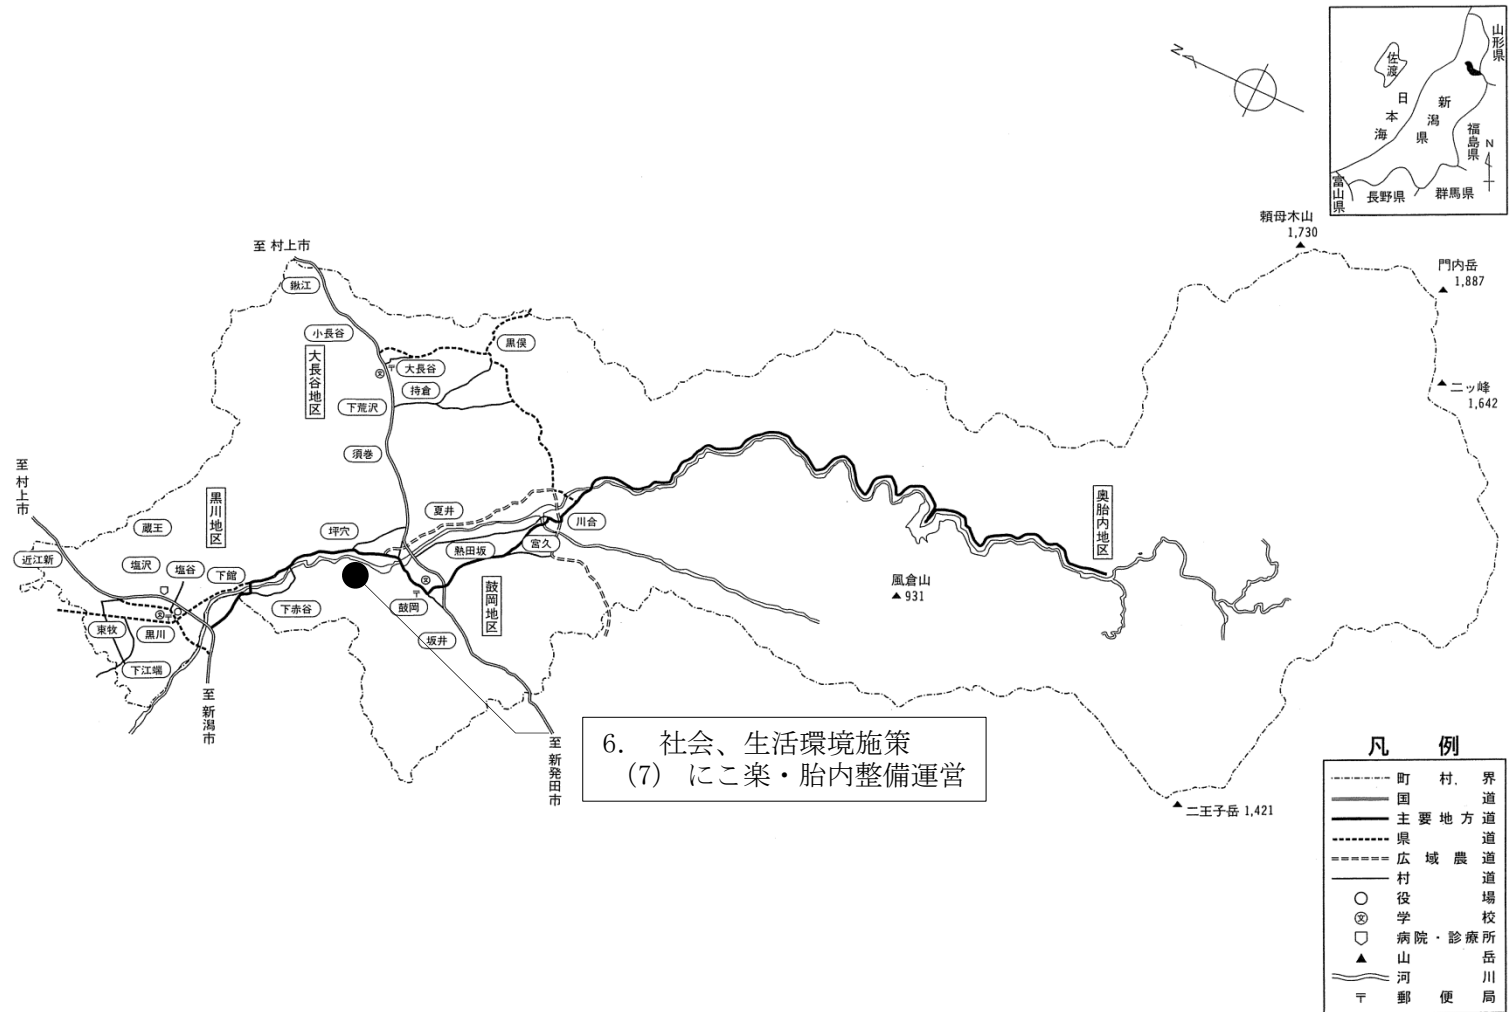 N
山形県
佐渡
日本海
新潟県
福島県
N
富山県
長野県
群馬県
頼母木山
1,730
門内岳
1,887
二ッ峰
1,642
至 村上市
鍬江
小長谷
大長谷地区
黒俣
大長谷
持倉
下荒沢
須巻
至 村上市
黒川地区
蔵王
夏井
坪穴
川合
奥胎内地区
近江新
塩沢
塩谷
下館
熱田坂
宮久
風倉山
931
下赤谷
鼓岡
鼓岡地区
東牧
黒川
坂井
下江端
至 新潟市
至 新発田市
6. 社会、生活環境施策
(7) にこ楽・胎内整備運営
二王子岳 1,421
凡 例
町村界
国道
主要地方道
県道
広域農道
村道
役場
文 学校
病院・診療所
山岳
河川
〒 郵便局